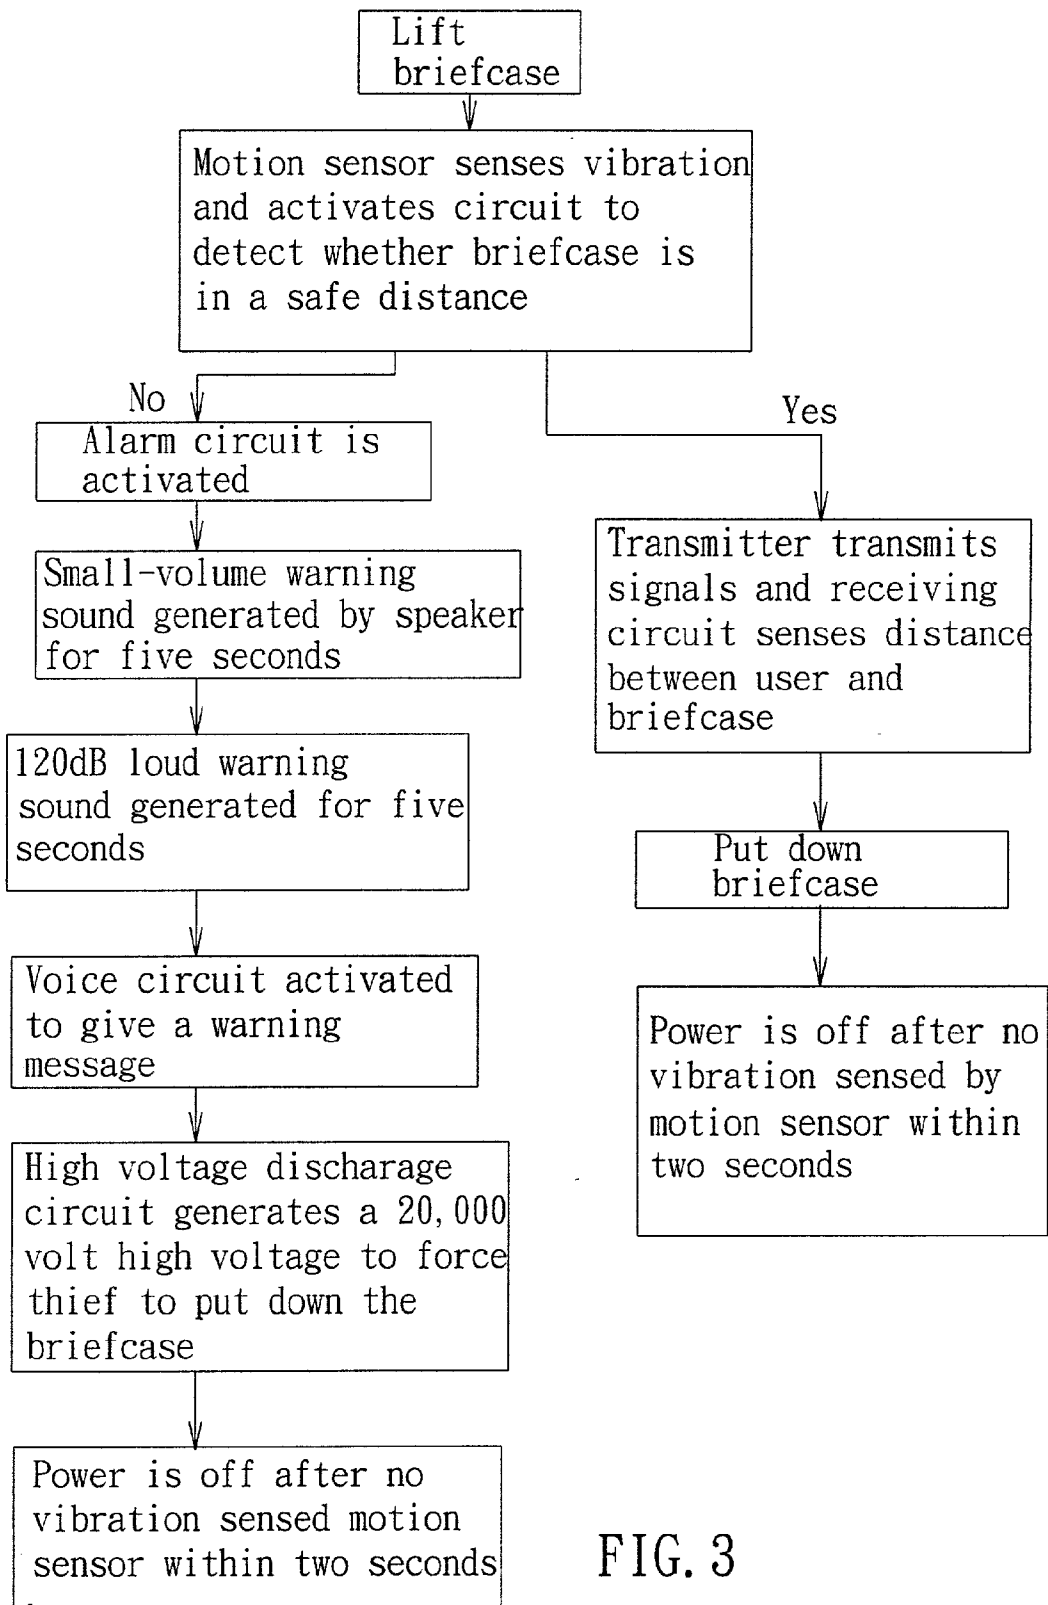 Lift
briefcase
Motion sensor senses vibration
and activates circuit to
detect whether briefcase is
in a safe distance
No
Yes
Alarm circuit is
activated
Small-volume warning
sound generated by speaker
for five seconds
120dB loud warning
sound generated for five
seconds
Voice circuit activated
to give a warning
message
High voltage discharage
circuit generates a 20,000
volt high voltage to force
thief to put down the
briefcase
Power is off after no
vibration sensed motion
sensor within two seconds
Transmitter transmits
signals and receiving
circuit senses distance
between user and
briefcase
Put down
briefcase
Power is off after no
vibration sensed by
motion sensor within
two seconds
FIG. 3